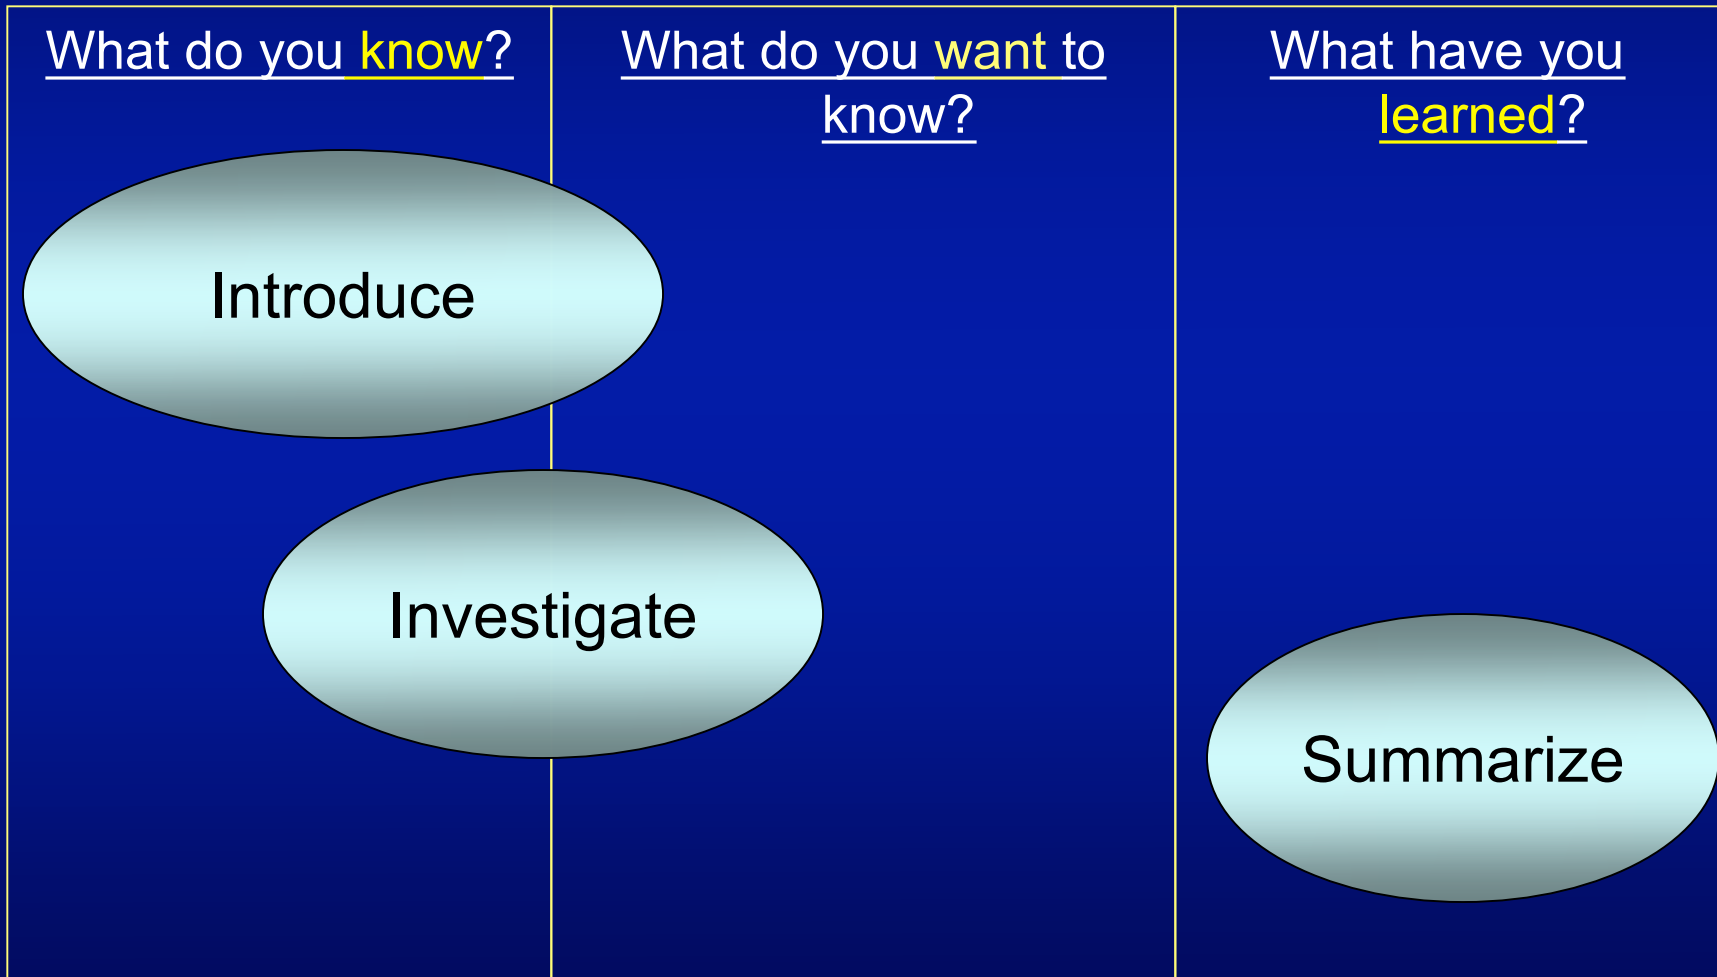 What do you know?
What do you want to
know?
What have you
learned?
Introduce
Investigate
Summarize